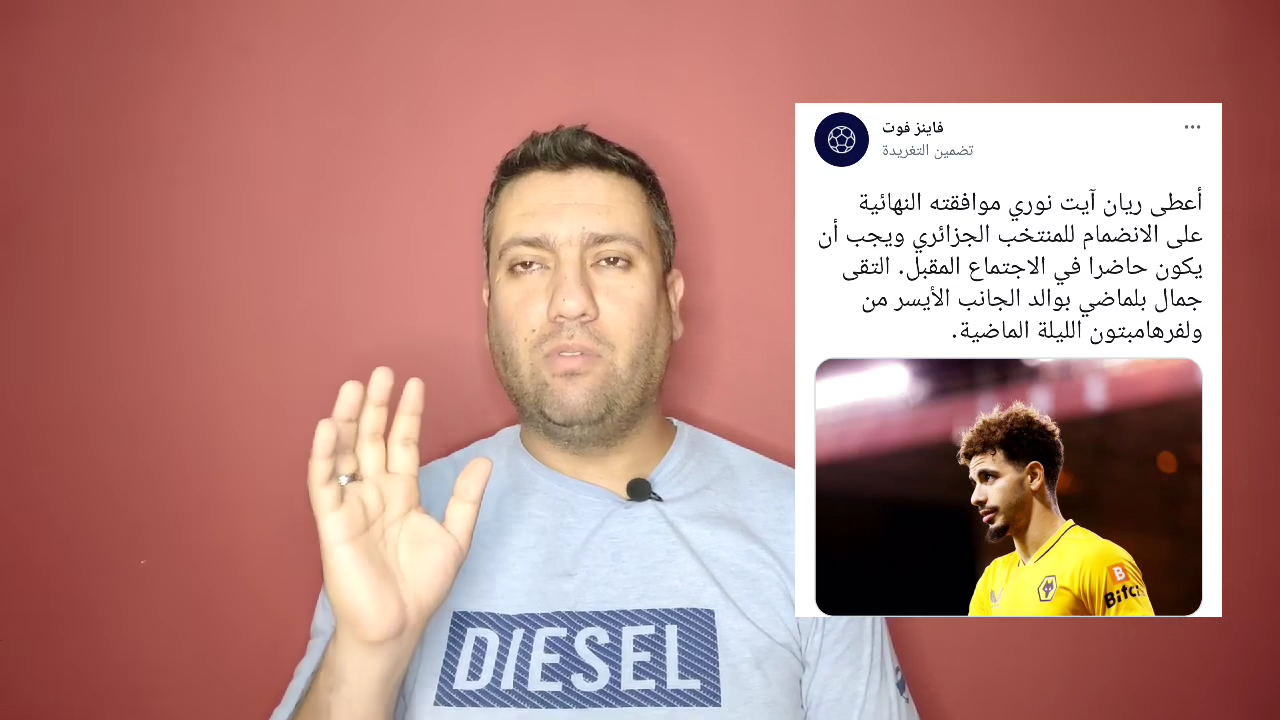 فاينز فوت
تضمين التغريدة
أعطى ريان آيت نوري موافقته النهائية
على الانضمام للمنتخب الجزائري ويجب أن
يكون حاضرا في الاجتماع المقبل. التقى
جمال بلماضي بوالد الجانب الأيسر من
ولفرهامبتون الليلة الماضية.
B
Bitci
DIESEL